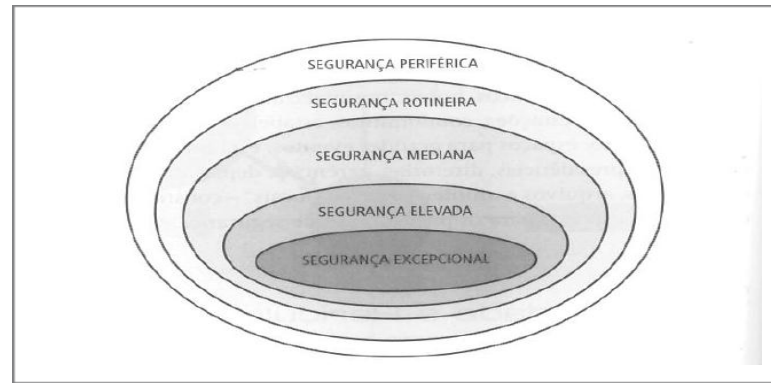 SEGURANÇA PERIFÉRICA
SEGURANÇA ROTINEIRA
SEGURANÇA MEDIANA
SEGURANÇA ELEVADA
SEGURANÇA EXCEPCIONAL